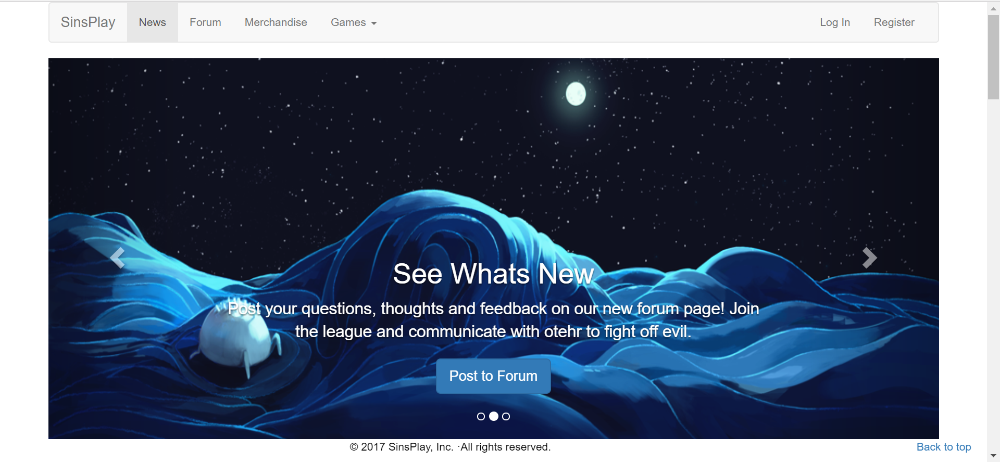 SinsPlay News Forum Merchandise Games Log In Register
See Whats New
Post your questions, thoughts and feedback on our new forum page! Join
the league and communicate with otehr to fight off evil.
Post to Forum
© 2017 SinsPlay, Inc. ·All rights reserved. Back to top